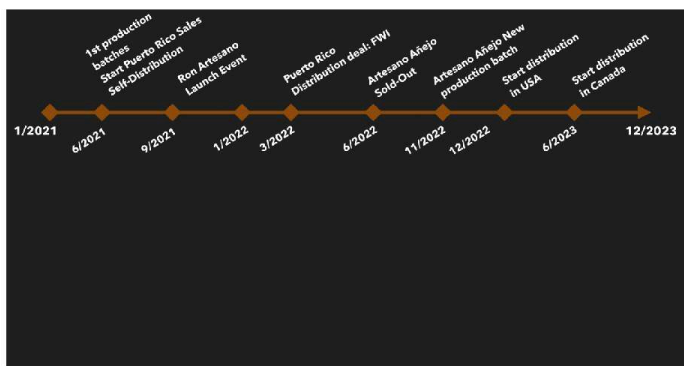 1st production
batches
Start Puerto Rico Sales
Self-Distribution
Ron Artesano
Launch Event
Puerto Rico
Distribution deal: FWI
Artesano Añejo
Sold-Out
Artesano Añejo New
production batch
Start distribution
in USA
Start distribution
in Canada
1/2021
6/2021
9/2021
1/2022
3/2022
6/2022
11/2022
12/2022
6/2023
12/2023